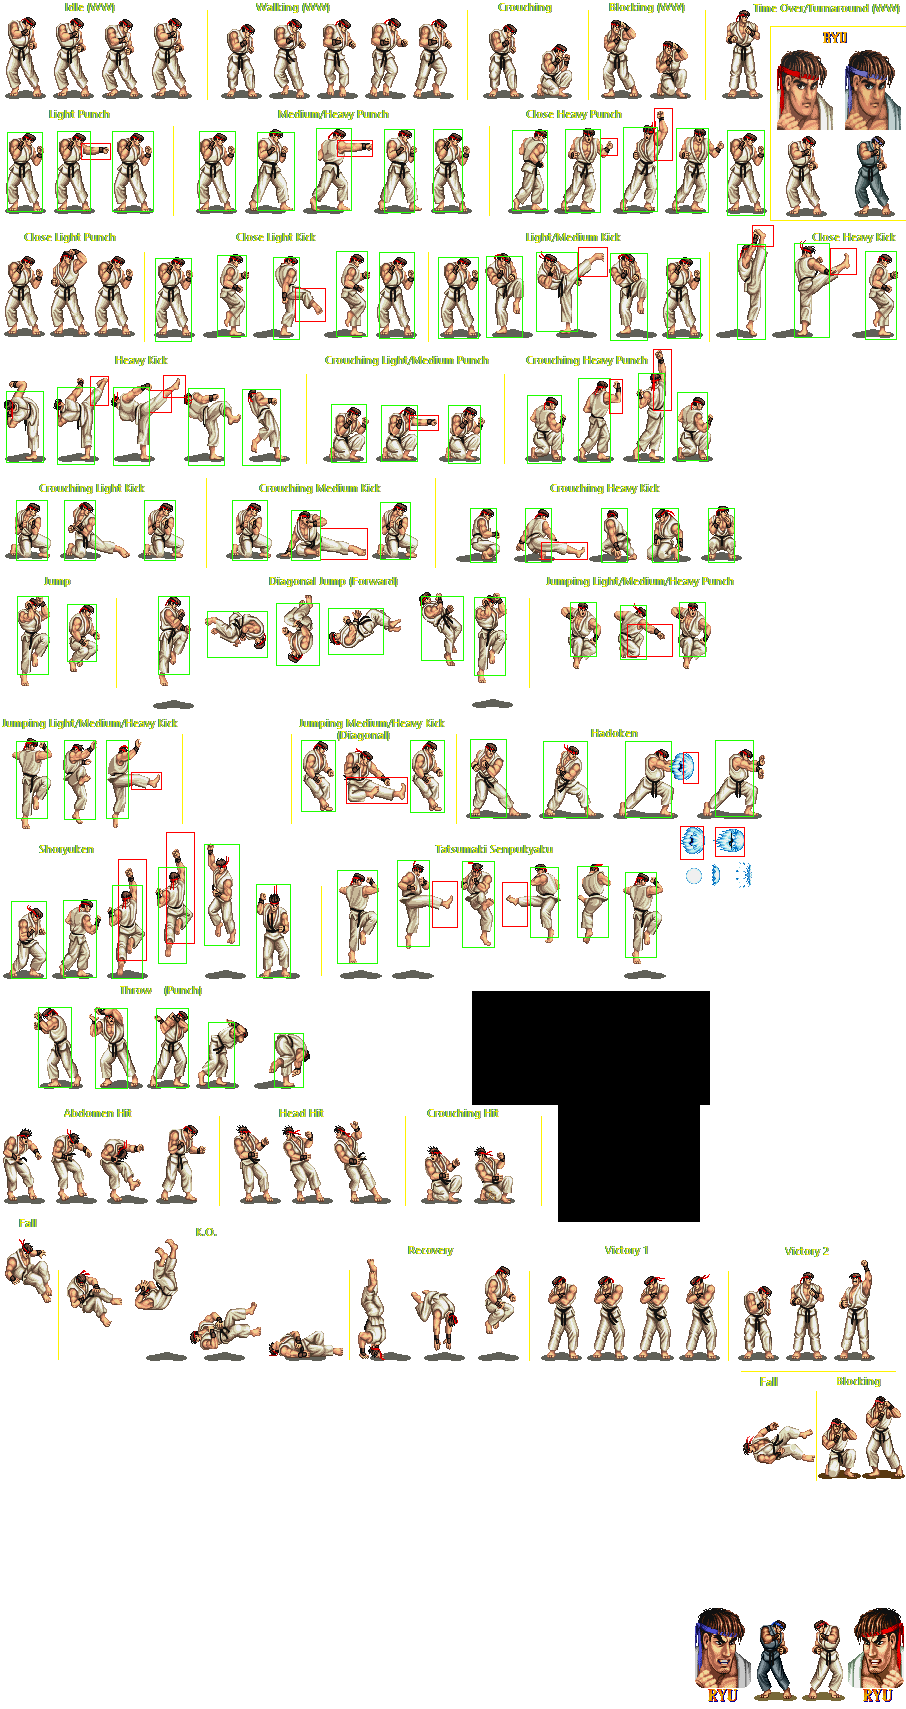 Idle (WW)
Walking (WW)
Crouching
Blocking (WW)
Time Over/Turnaround (WW)
RYU
Light Punch
Medium/Heavy Punch
Close Heavy Punch
Close Light Punch
Close Light Kick
Light/Medium Kick
Close Heavy Kick
Heavy Kick
Crouching Light/Medium Punch
Crouching Heavy Punch
Crouching Light Kick
Crouching Medium Kick
Crouching Heavy Kick
Jump
Diagonal Jump (Forward)
Jumping Light/Medium/Heavy Punch
Jumping Light/Medium/Heavy Kick
Jumping Medium/Heavy Kick
(Diagonal)
Hadoken
Shouyuken
Tatsumaki Senpukyaku
Throw (Punch)
Abdomen Hit
Head Hit
Crouching Hit
Fall
K.O.
Recovery
Victory 1
Victory 2
Fall
Blocking
RYU
RYU